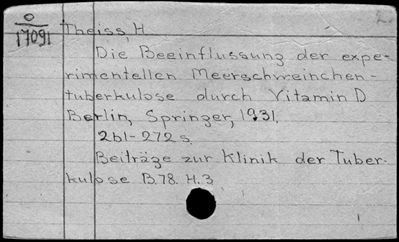 O
17091
Theiss, H.
Die Beeinflussung der expe-
rimentellen Meerschweinchen-
tuberkulose durch Vitamin D
Berlin, Springer, 1931.
261-272 s.
Beiträge zur Klinik der Tuber-
kulose B.78. H.3